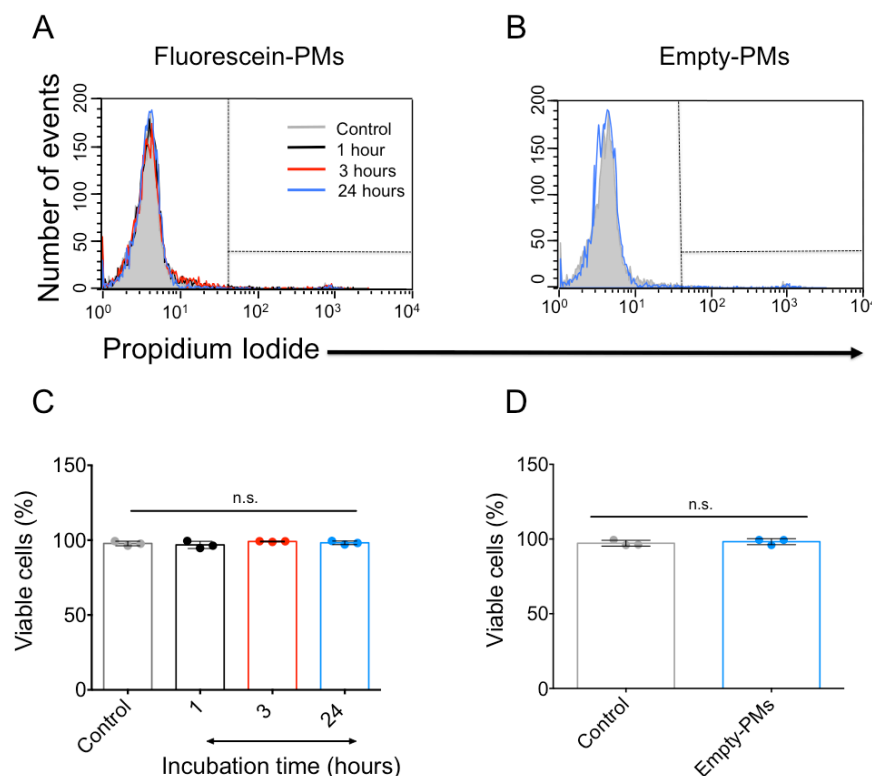 A
B
Fluorescein-PMs
Empty-PMs
Number of events
200
150
100
50
0
Control
1 hour
3 hours
24 hours
10⁰
10¹
10²
10³
10⁴
200
150
100
50
0
10⁰
10¹
10²
10³
10⁴
Propidium Iodide
C
D
Viable cells (%)
150
100
50
0
n.s.
Control
1
3
24
Incubation time (hours)
Viable cells (%)
150
100
50
0
n.s.
Control
Empty-PMs